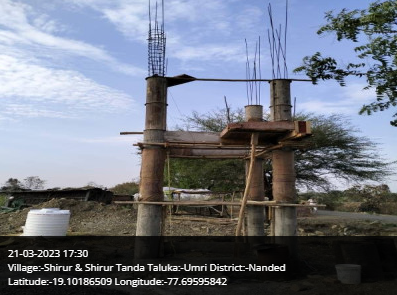 21-03-2023 17:30
Village:-Shirur & Shirur Tanda Taluka:-Umri District:-Nanded
Latitude:-19.10186509 Longitude:-77.69595842